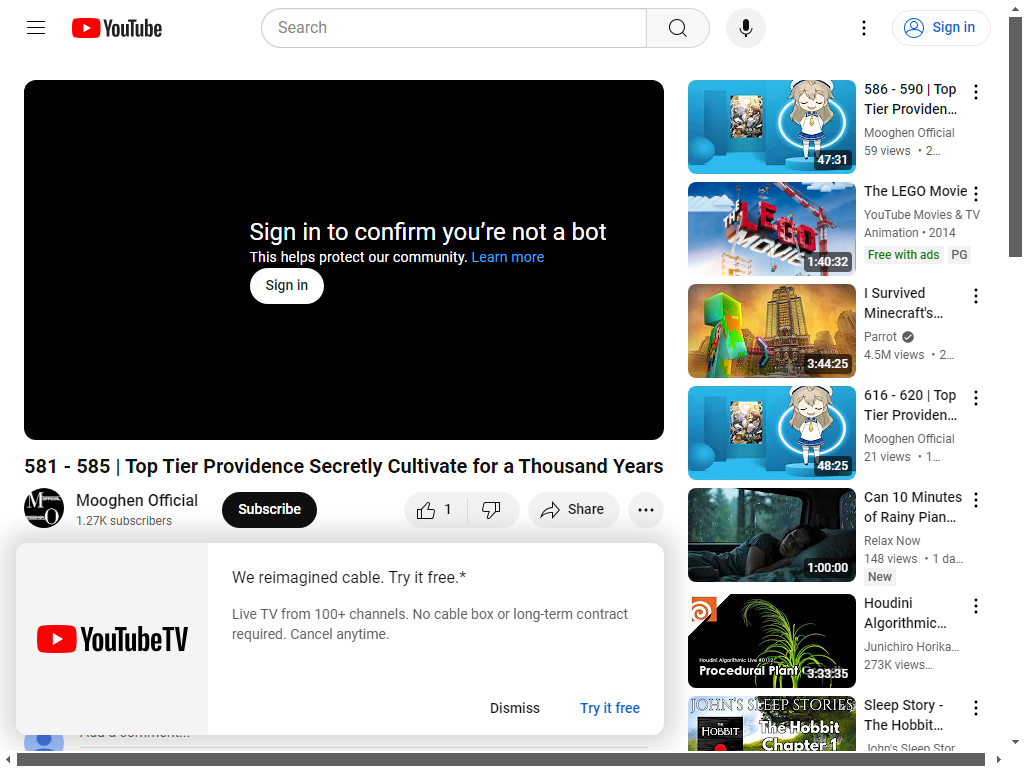 YouTube
Search
Sign in
Sign in to confirm you’re not a bot
This helps protect our community. Learn more
Sign in
581 - 585 | Top Tier Providence Secretly Cultivate for a Thousand Years
Mooghen Official
1.27K subscribers
Subscribe
1
Share
We reimagined cable. Try it free.*
Live TV from 100+ channels. No cable box or long-term contract
required. Cancel anytime.
YouTubeTV
Dismiss
Try it free
Add a comment...
47:31
586 - 590 | Top
Tier Providen...
Mooghen Official
59 views • 2...
THE LEGO MOVIE
1:40:32
The LEGO Movie
YouTube Movies & TV
Animation • 2014
Free with ads PG
3:44:25
I Survived
Minecraft's...
Parrot
4.5M views • 2...
48:25
616 - 620 | Top
Tier Providen...
Mooghen Official
21 views • 1...
1:00:00
Can 10 Minutes
of Rainy Pian...
Relax Now
148 views • 1 da...
New
Procedural Plant
3:33:35
Houdini
Algorithmic...
Junichiro Horika...
273K views...
JOHN'S SLEEP STORIES
THE HOBBIT
The Hobbit
Chapter 1
Sleep Story -
The Hobbit...
John's Sleep Stor